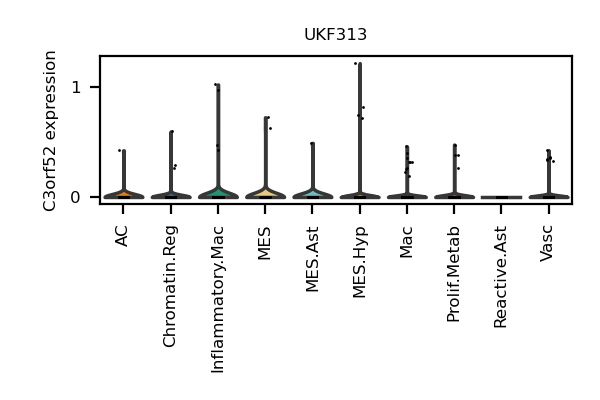 UKF313
C3orf52 expression
1
0
AC
Chromatin.Reg
Inflammatory.Mac
MES
MES.Ast
MES.Hyp
Mac
Prolif.Metab
Reactive.Ast
Vasc